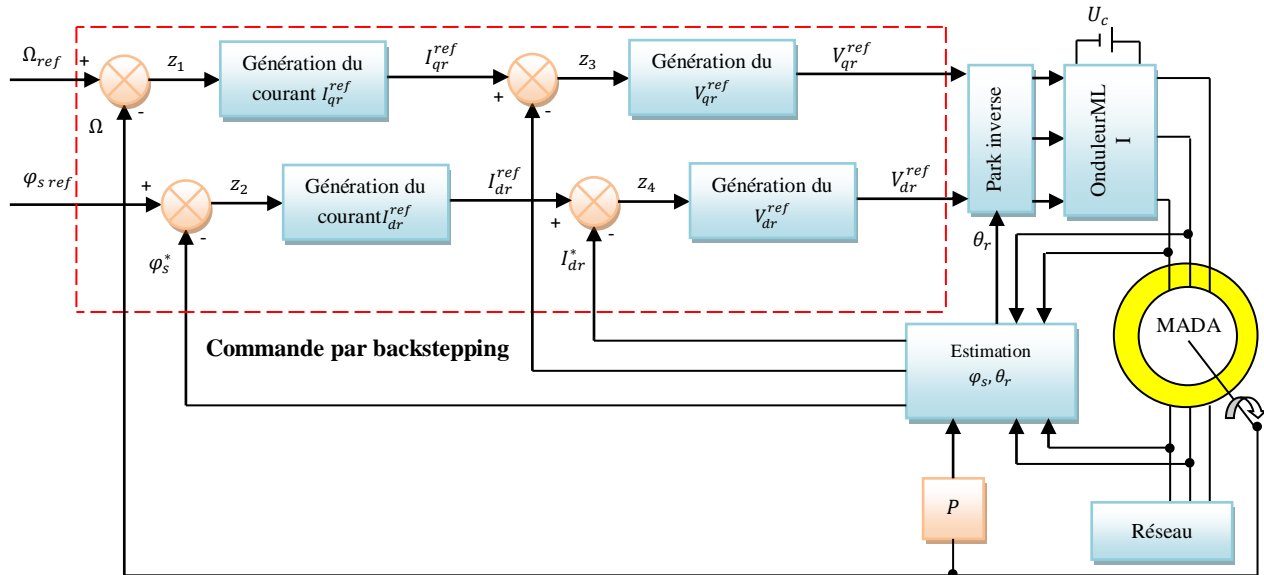 U_c
Ω_ref
+
-
z_1
Génération du
courant I_qr^ref
I_qr^ref
+
-
z_3
Génération du
V_qr^ref
V_qr^ref
Ω
φ_s ref
+
-
z_2
Génération du
courantI_dr^ref
I_dr^ref
+
-
z_4
Génération du
V_dr^ref
V_dr^ref
Park inverse
OnduleurML
I
φ_s^*
I_dr^*
θ_r
MADA
Commande par backstepping
Estimation
φ_s, θ_r
P
Réseau